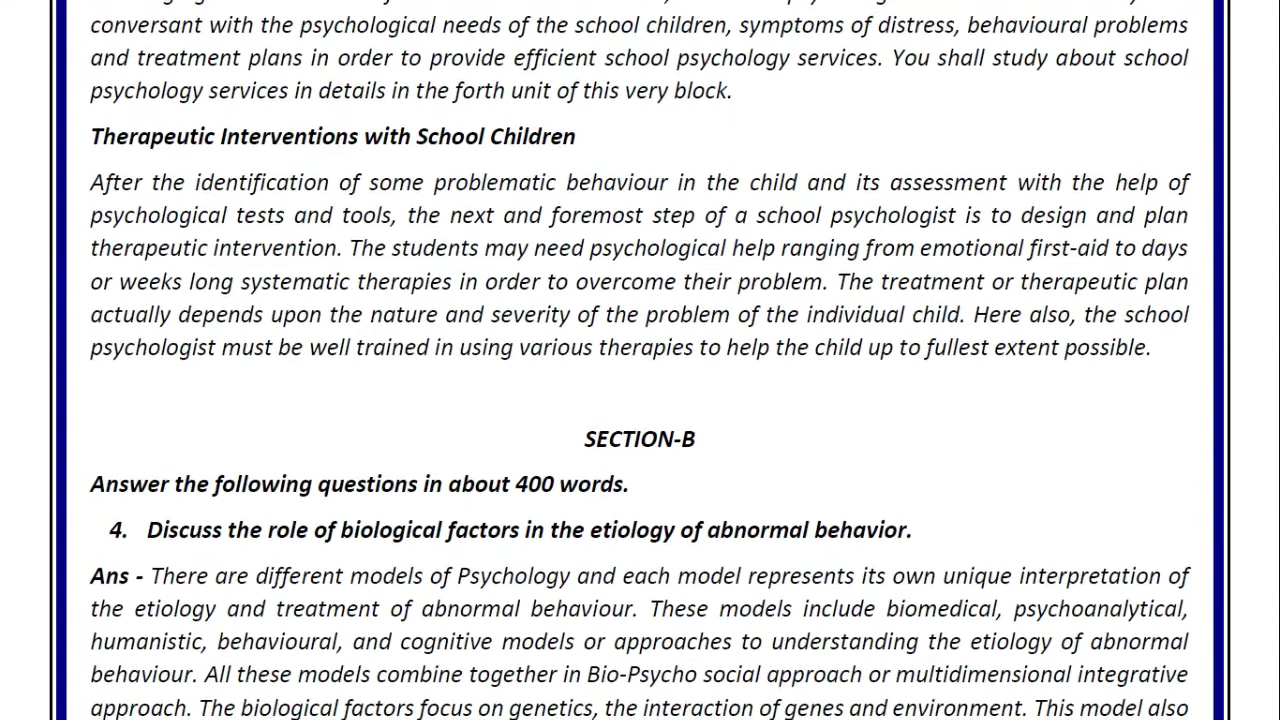 conversant with the psychological needs of the school children, symptoms of distress, behavioural problems
and treatment plans in order to provide efficient school psychology services. You shall study about school
psychology services in details in the forth unit of this very block.
Therapeutic Interventions with School Children
After the identification of some problematic behaviour in the child and its assessment with the help of
psychological tests and tools, the next and foremost step of a school psychologist is to design and plan
therapeutic intervention. The students may need psychological help ranging from emotional first-aid to days
or weeks long systematic therapies in order to overcome their problem. The treatment or therapeutic plan
actually depends upon the nature and severity of the problem of the individual child. Here also, the school
psychologist must be well trained in using various therapies to help the child up to fullest extent possible.
SECTION-B
Answer the following questions in about 400 words.
4. Discuss the role of biological factors in the etiology of abnormal behavior.
Ans - There are different models of Psychology and each model represents its own unique interpretation of
the etiology and treatment of abnormal behaviour. These models include biomedical, psychoanalytical,
humanistic, behavioural, and cognitive models or approaches to understanding the etiology of abnormal
behaviour. All these models combine together in Bio-Psycho social approach or multidimensional integrative
approach. The biological factors focus on genetics, the interaction of genes and environment. This model also